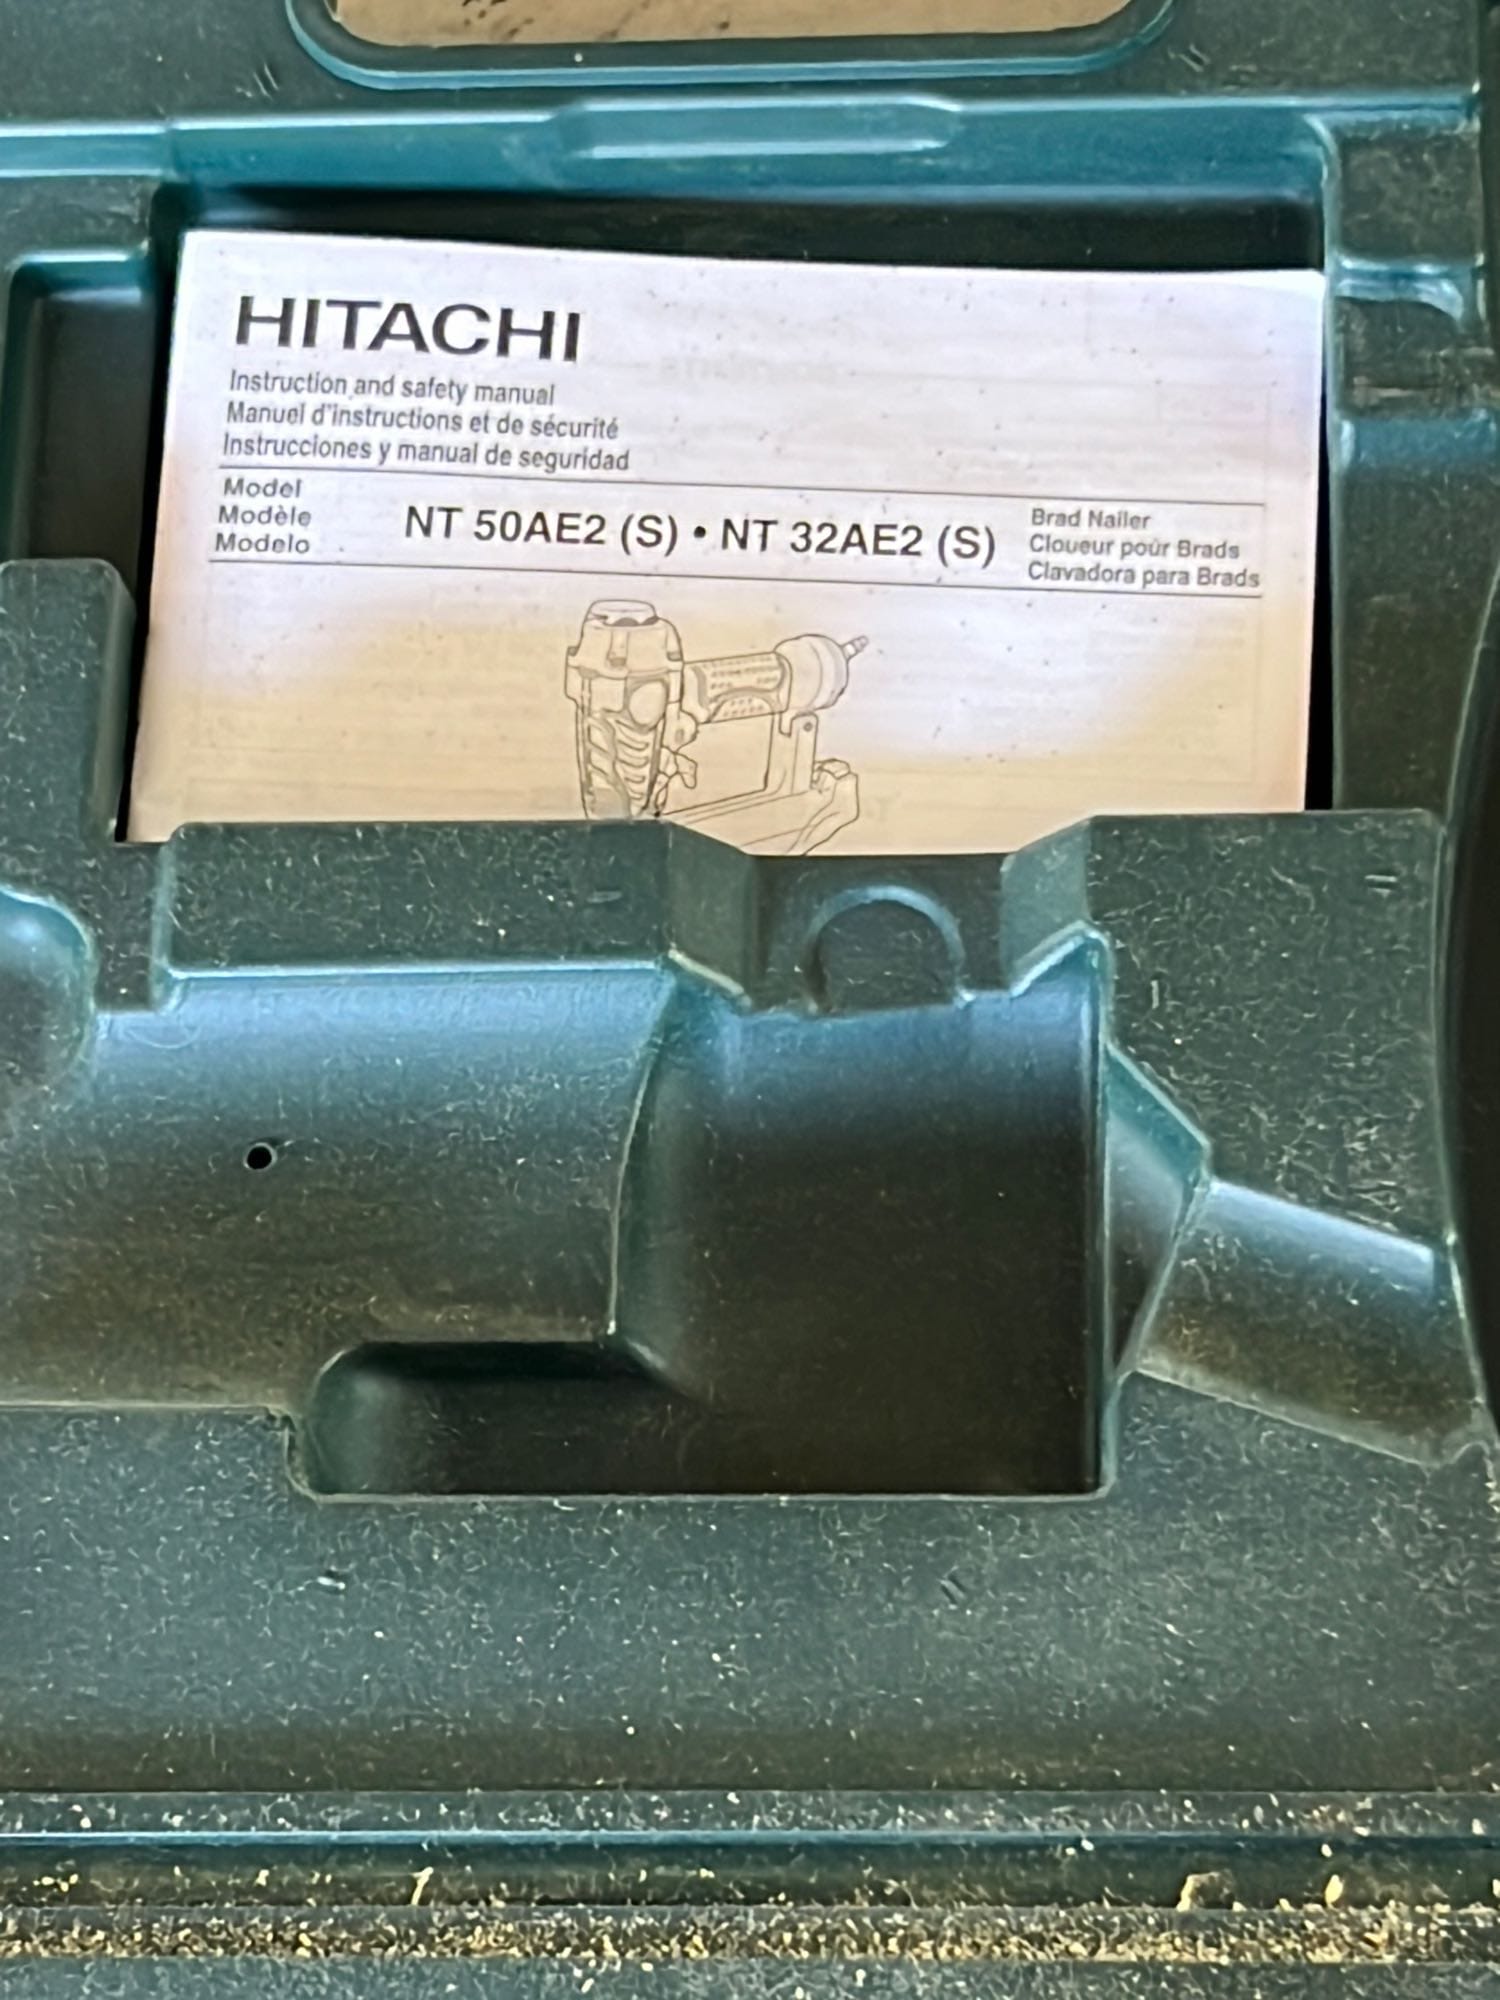 HITACHI
Instruction and safety manual
Manuel d'instructions et de sécurité
Instrucciones y manual de seguridad
Model
Modèle
Modelo
NT 50AE2 (S) • NT 32AE2 (S)
Brad Nailer
Cloueur pour Brads
Clavadora para Brads